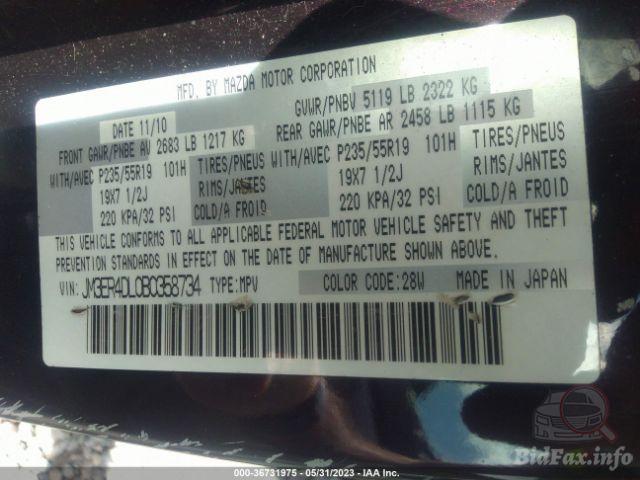 MFD. BY MAZDA MOTOR CORPORATION
DATE 11/10 GVWR/PNBV 5119 LB 2322 KG
FRONT GAWR/PNBE AV 2683 LB 1217 KG REAR GAWR/PNBE AR 2458 LB 1115 KG
WITH/AVEC P235/55R19 101H TIRES/PNEUS WITH/AVEC P235/55R19 101H TIRES/PNEUS
19X7 1/2J RIMS/JANTES 19X7 1/2J RIMS/JANTES
220 KPA/32 PSI COLD/A FROID 220 KPA/32 PSI COLD/A FROID
THIS VEHICLE CONFORMS TO ALL APPLICABLE FEDERAL MOTOR VEHICLE SAFETY AND THEFT
PREVENTION STANDARDS IN EFFECT ON THE DATE OF MANUFACTURE SHOWN ABOVE.
VIN: JM3ER4DL0B0358734 TYPE:MPV COLOR CODE:28W MADE IN JAPAN
BidFax.info
000-36731975 - 05/31/2023 - IAA Inc.